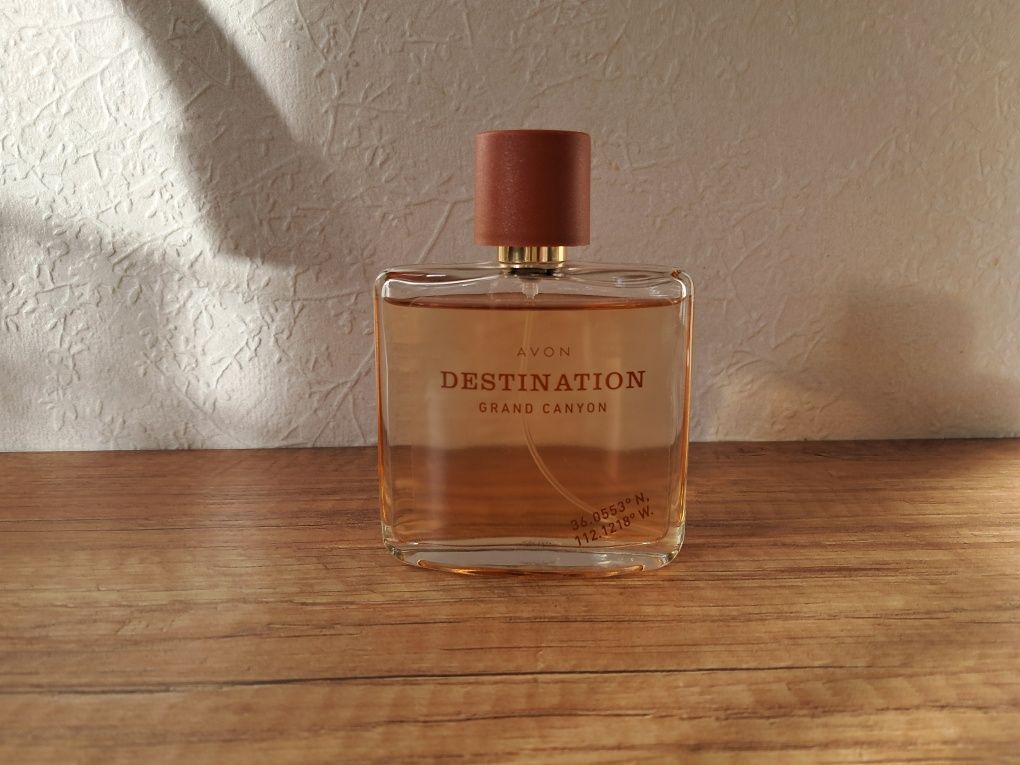 AVON
DESTINATION
GRAND CANYON
36.0553° N,
112.1218° W.